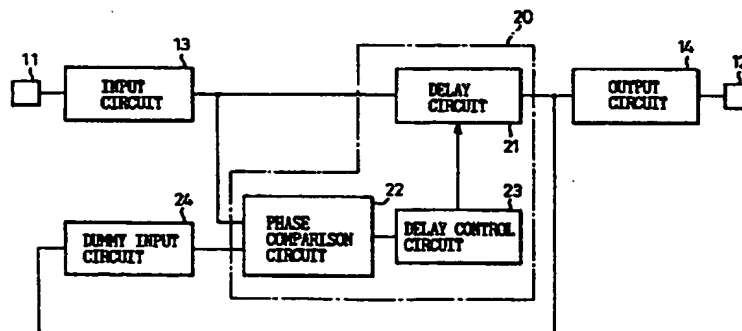 20
11
13
14
12
INPUT
CIRCUIT
DELAY
CIRCUIT
OUTPUT
CIRCUIT
21
24
22
23
DUMMY INPUT
CIRCUIT
PHASE
COMPARISON
CIRCUIT
DELAY CONTROL
CIRCUIT